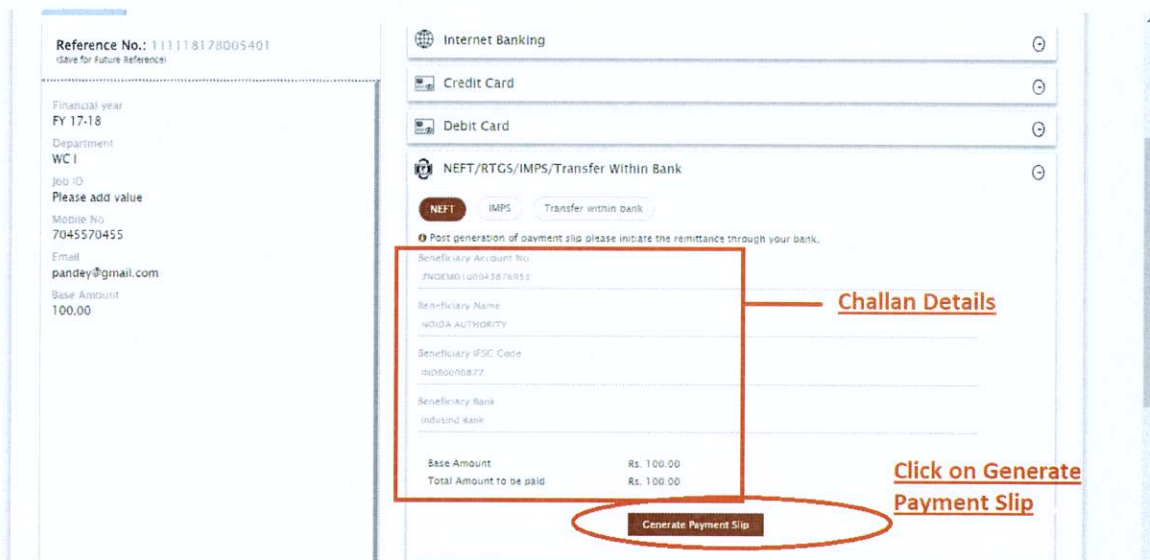 Reference No.: 111118178005401
(Save for Future Reference)
Financial year
FY 17-18
Department
WC I
Job ID
Please add value
Mobile No
7045570455
Email
pandey@gmail.com
Base Amount
100.00
Internet Banking
Credit Card
Debit Card
NEFT/RTGS/IMPS/Transfer Within Bank
NEFT IMPS Transfer within bank
Post generation of payment slip please initiate the remittance through your bank.
Beneficiary Account No
Beneficiary Name
NOIDA AUTHORITY
Beneficiary IFSC Code
INDB0000877
Beneficiary Bank
Indusind Bank
Base Amount Rs. 100.00
Total Amount to be paid Rs. 100.00
Generate Payment Slip
Challan Details
Click on Generate
Payment Slip